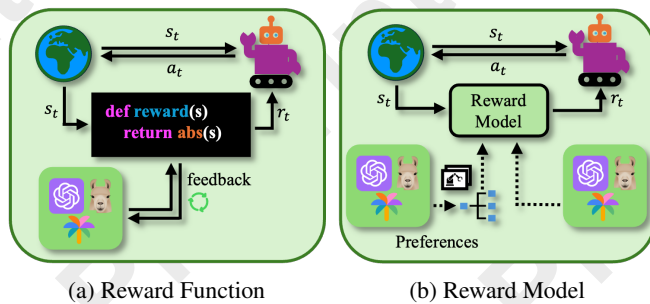 s_t
a_t
s_t
r_t
def reward(s)
return abs(s)
feedback
(a) Reward Function
s_t
a_t
s_t
r_t
Reward
Model
Preferences
(b) Reward Model